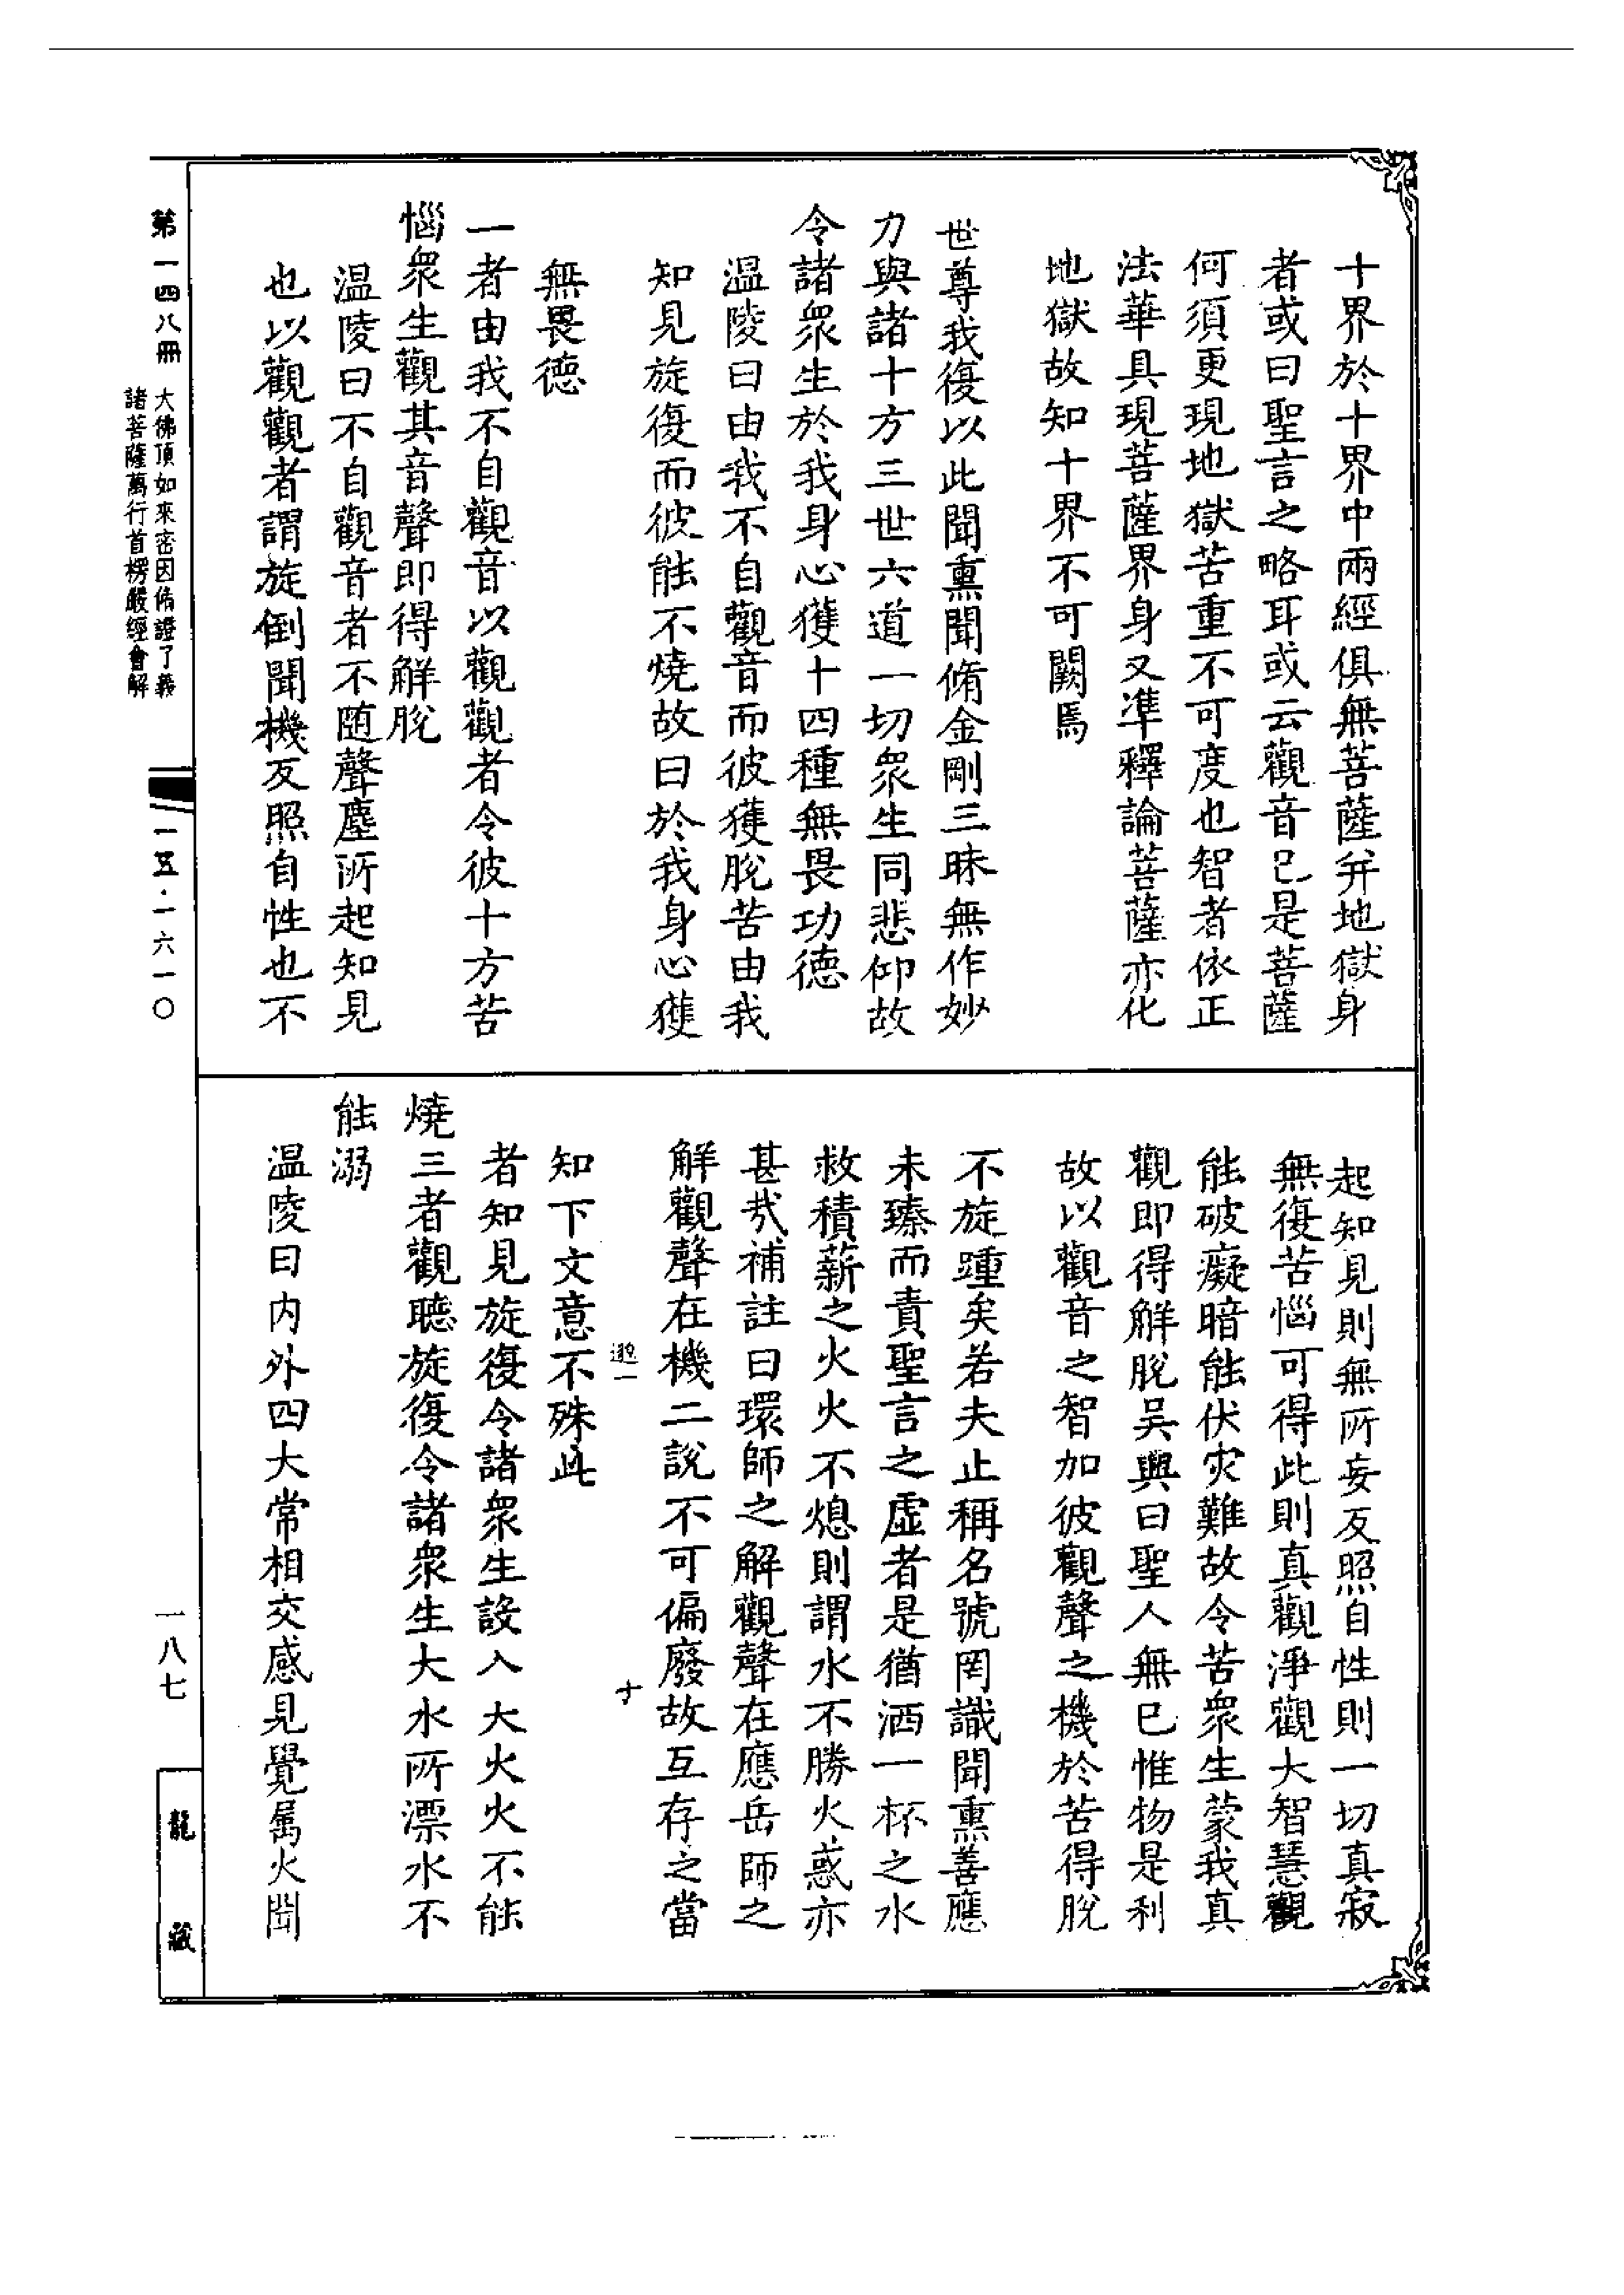 十界於十界中兩經俱無菩薩并地獄身
者或曰聖言之略耳或云觀音已是菩薩
何須更現地獄苦重不可度也智者依正
法華具現菩薩界身又準釋論菩薩亦化
地獄故知十界不可闕焉
世尊我復以此聞熏聞脩金剛三昧無作妙
力與諸十方三世六道一切衆生同悲仰故
令諸衆生於我身心獲十四種無畏功德
温陵曰由我不自觀音而彼獲脫苦由我
知見旋復而彼能不燒故曰於我身心獲
無畏德
一者由我不自觀音以觀觀者令彼十方苦
惱衆生觀其音聲即得解脫
温陵曰不自觀音者不随聲塵所起知見
也以觀觀者謂旋倒聞機反照自性也不
起知見則無所妄反照自性則一切真寂
無復苦惱可得此則真觀淨觀大智慧觀
能破癡暗能伏灾難故令苦衆生蒙我真
觀即得解脫吴興曰聖人無已惟物是利
故以觀音之智加彼觀聲之機於苦得脫
不旋踵矣若夫止稱名號罔識聞熏善應
未臻而責聖言之虛者是猶洒一杯之水
救積薪之火火不熄則謂水不勝火惑亦
甚哉補註曰環師之解觀聲在應岳師之
解觀聲在機二說不可偏廢故互存之當
遐一
十
知下文意不殊此
者知見旋復令諸衆生設入大火火不能
燒三者觀聽旋復令諸衆生大水所漂水不
能溺
温陵曰内外四大常相交感見覺属火聞
第一四八冊
大佛頂如來密因修證了義
諸菩薩萬行首楞嚴經會解
一五·一六一〇
一八七
龍藏